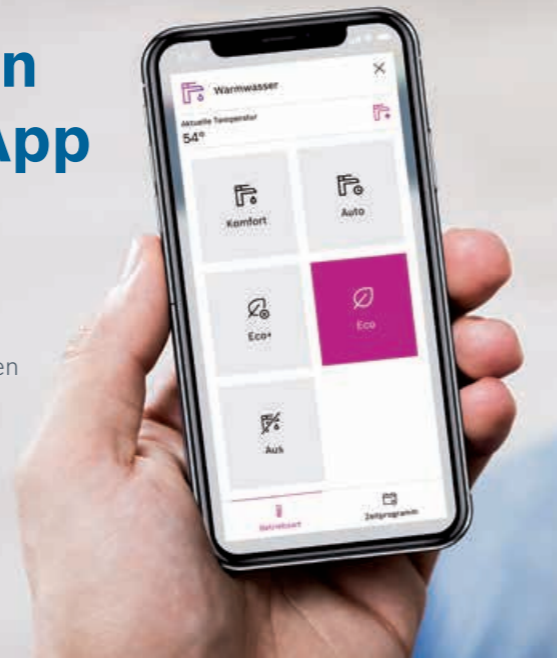 n
App
en
Warmwasser
Aktuelle Temperatur
54°
Komfort
Auto
Eco+
Eco
Aus
Betriebsart
Zeitprogramm